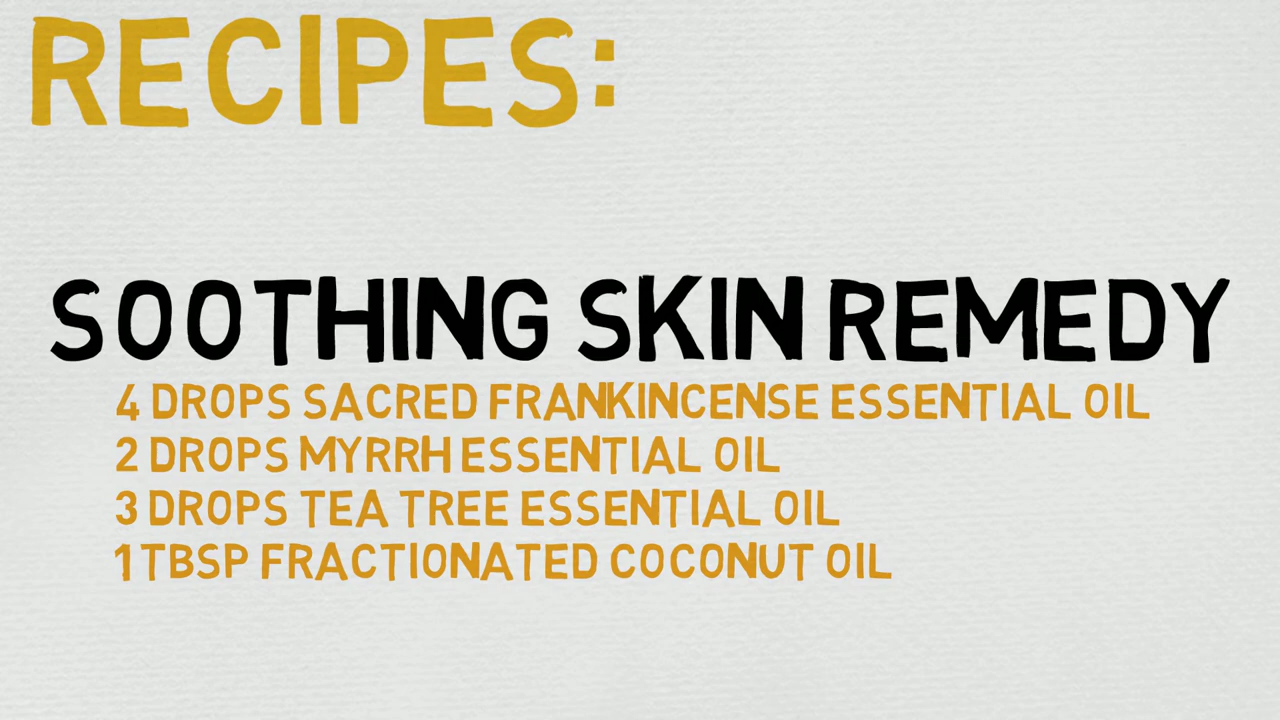 RECIPES:
SOOTHING SKIN REMEDY
4 DROPS SACRED FRANKINCENSE ESSENTIAL OIL
2 DROPS MYRRH ESSENTIAL OIL
3 DROPS TEA TREE ESSENTIAL OIL
1 TBSP FRACTIONATED COCONUT OIL